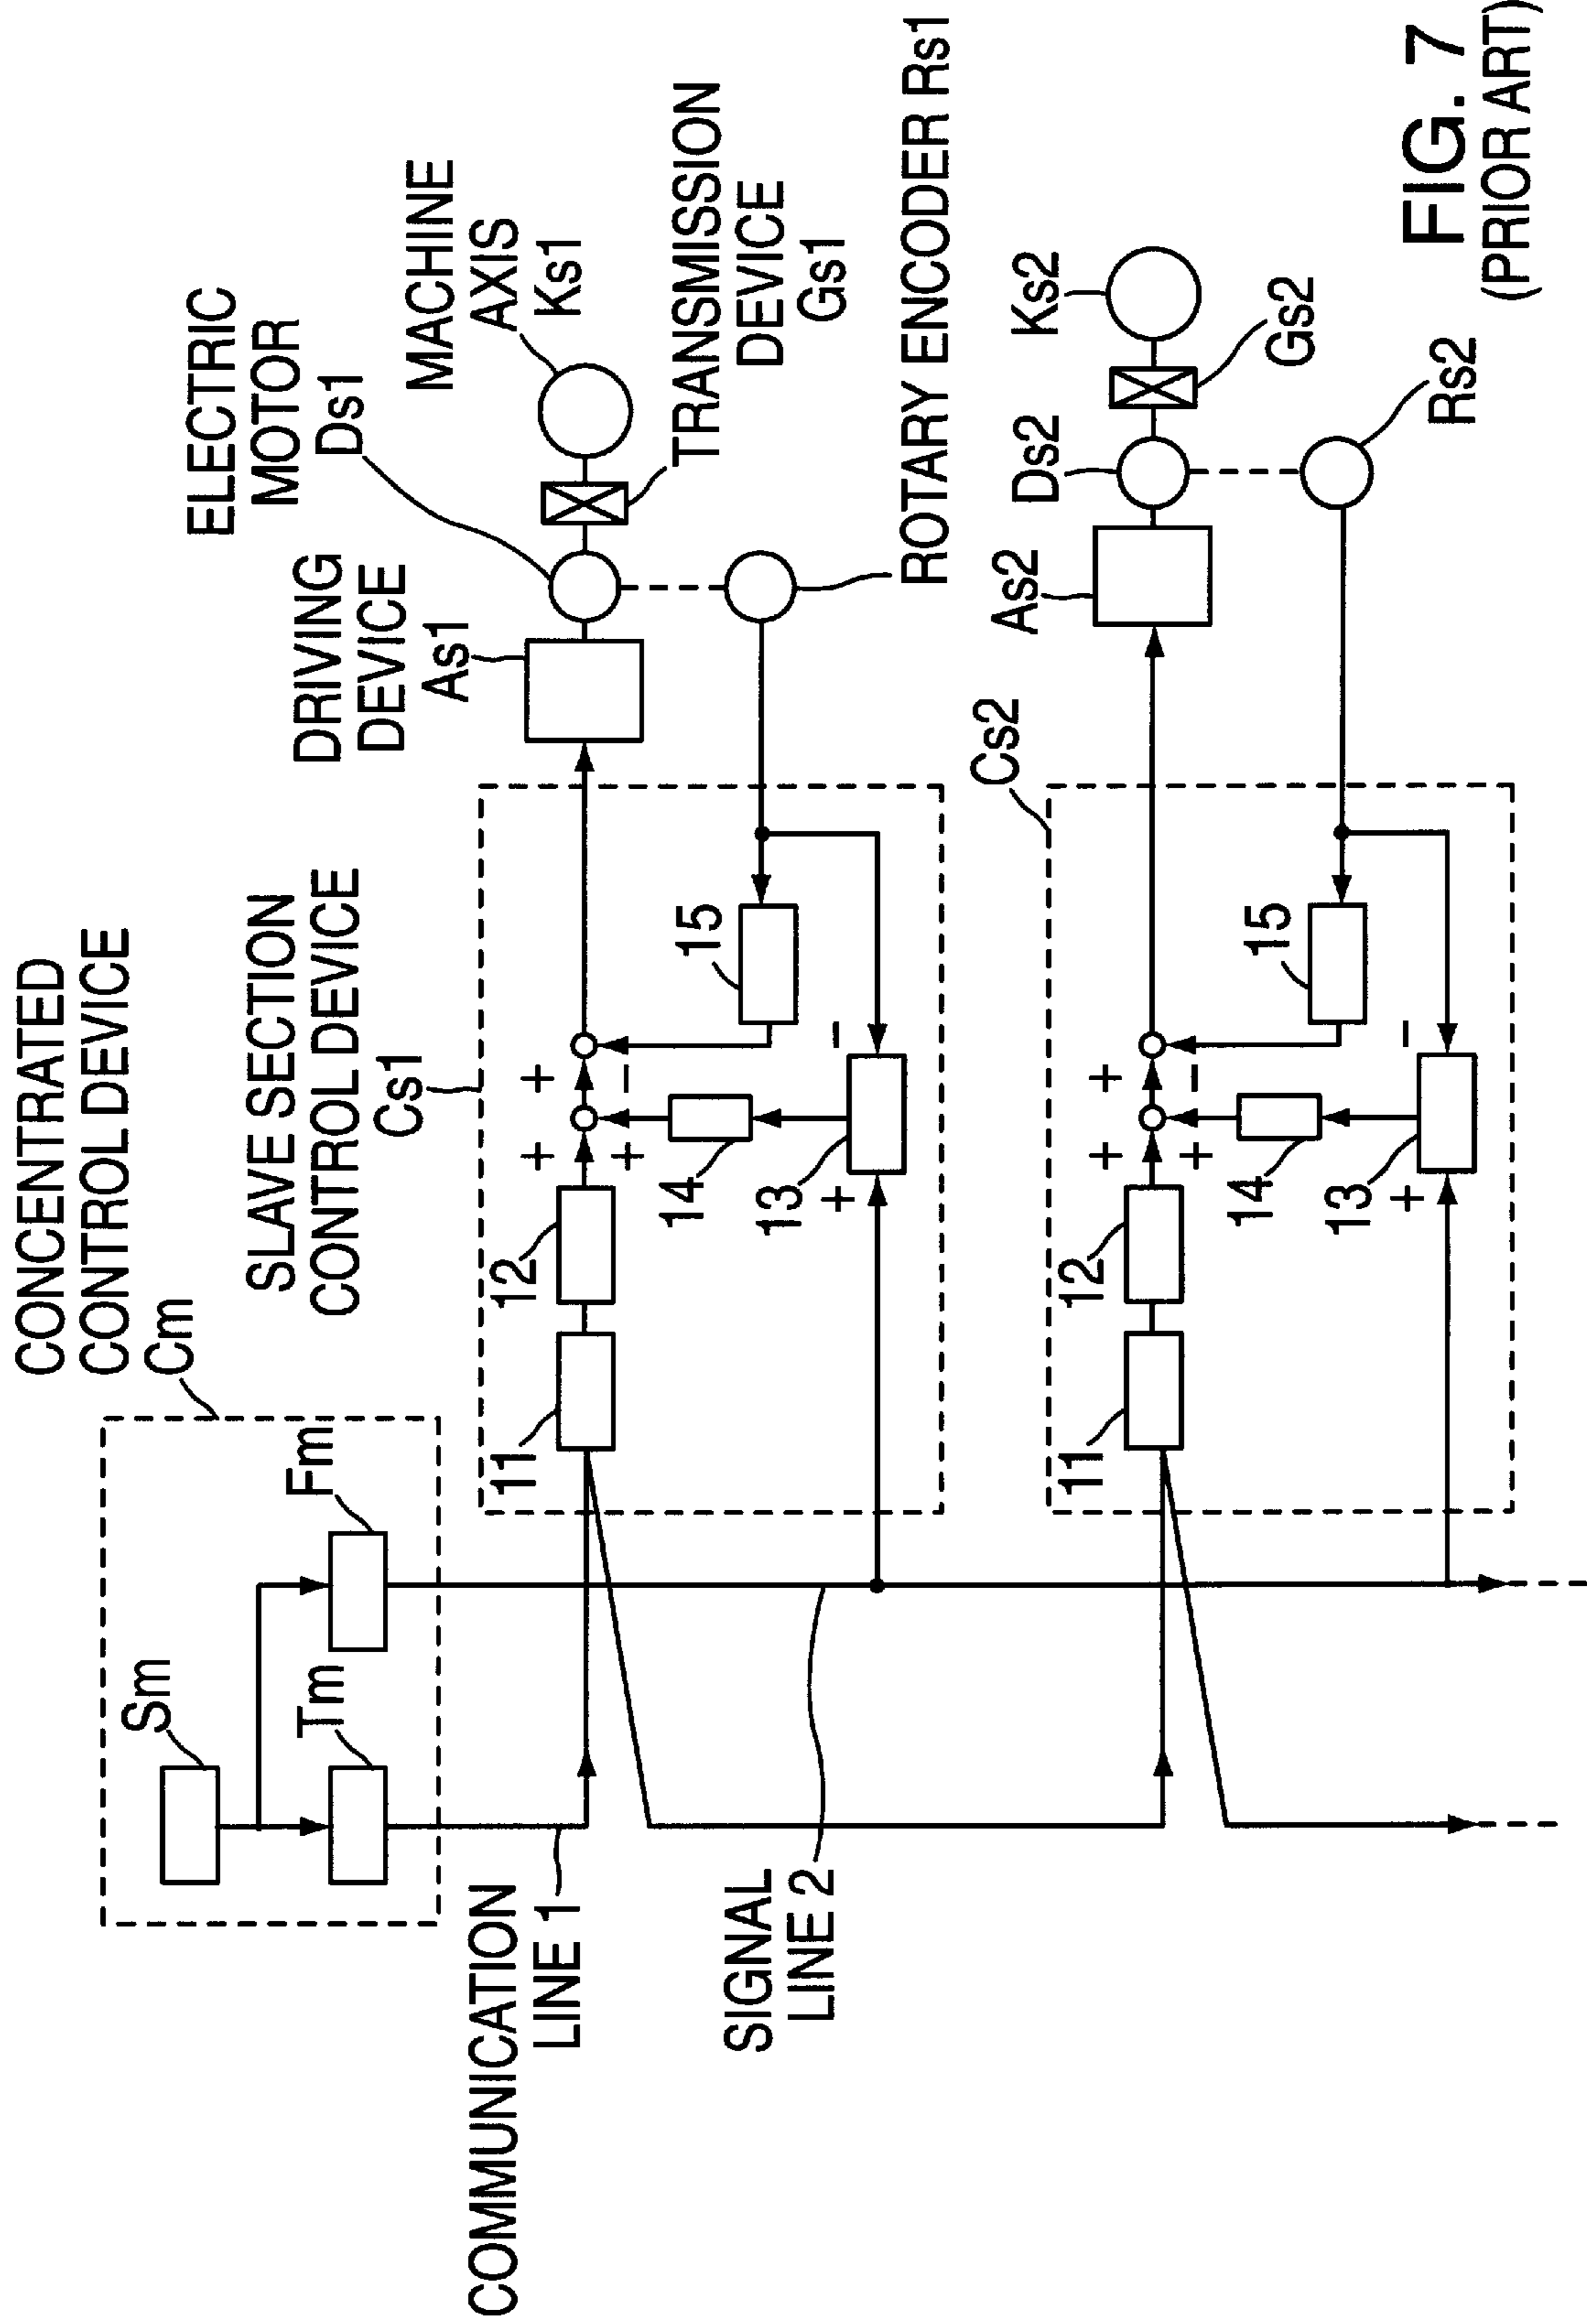 CONCENTRATED
CONTROL DEVICE
Cm
Sm
Tm
Fm
SLAVE SECTION
CONTROL DEVICE
Cs1
ELECTRIC
MOTOR
Ds1
DRIVING
DEVICE
As1
MACHINE
AXIS
Ks1
TRANSMISSION
DEVICE
Gs1
ROTARY ENCODER Rs1
COMMUNICATION
LINE 1
SIGNAL
LINE 2
11
12
+
+
+
−
14
13
+
−
15
Cs2
As2
Ds2
Ks2
Gs2
Rs2
11
12
+
+
+
−
14
13
+
−
15
FIG. 7
(PRIOR ART)